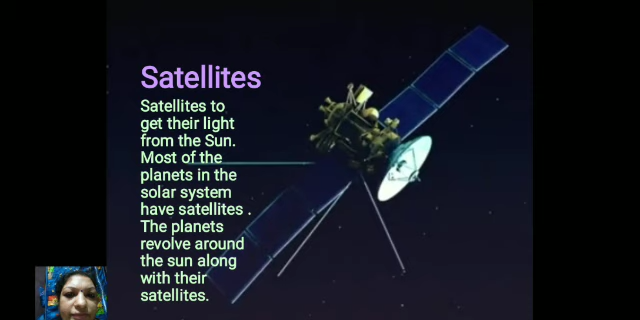 Satellites
Satellites to
get their light
from the Sun.
Most of the
planets in the
solar system
have satellites .
The planets
revolve around
the sun along
with their
satellites.